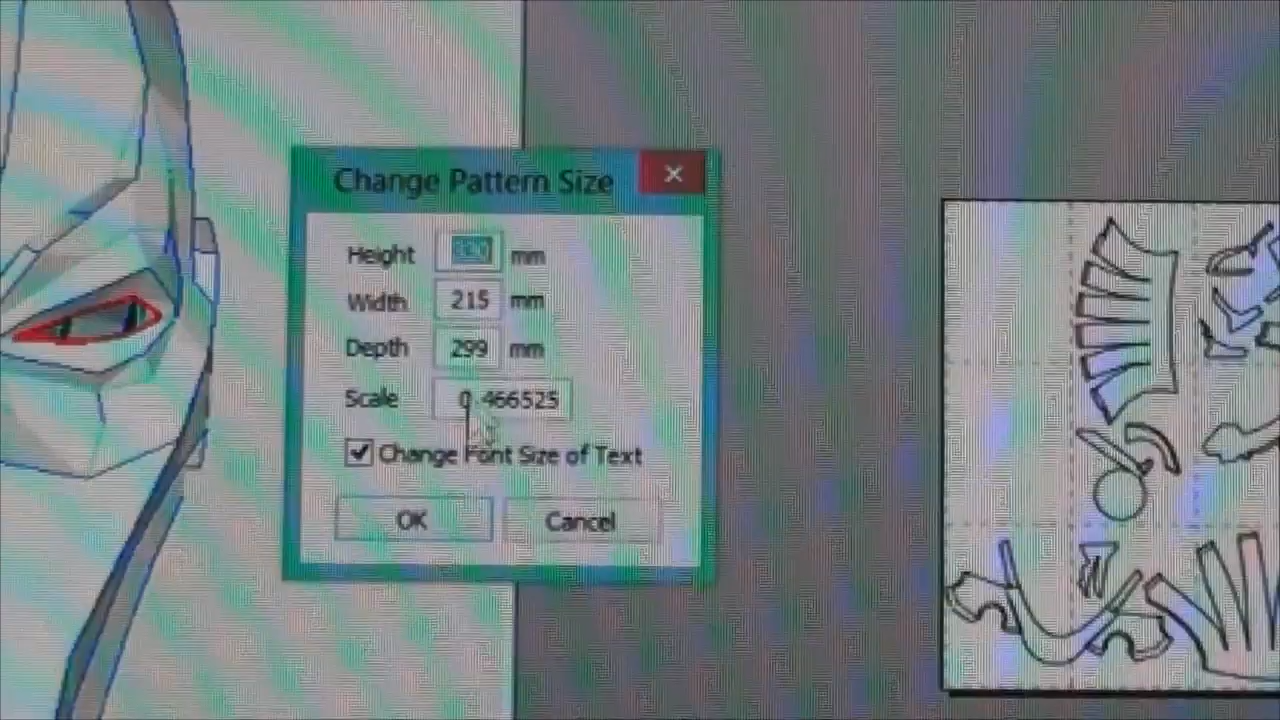 Change Pattern Size
Height mm
Width 215 mm
Depth 299 mm
Scale 0.466525
Change Font Size of Text
OK Cancel